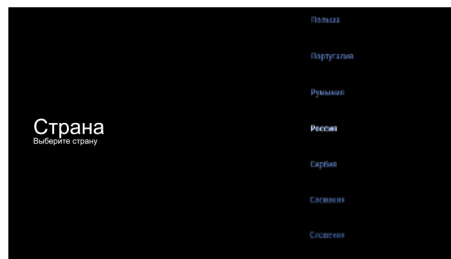 Страна
Выберите страну
Польша
Португалия
Румыния
Россия
Сербия
Словакия
Словения